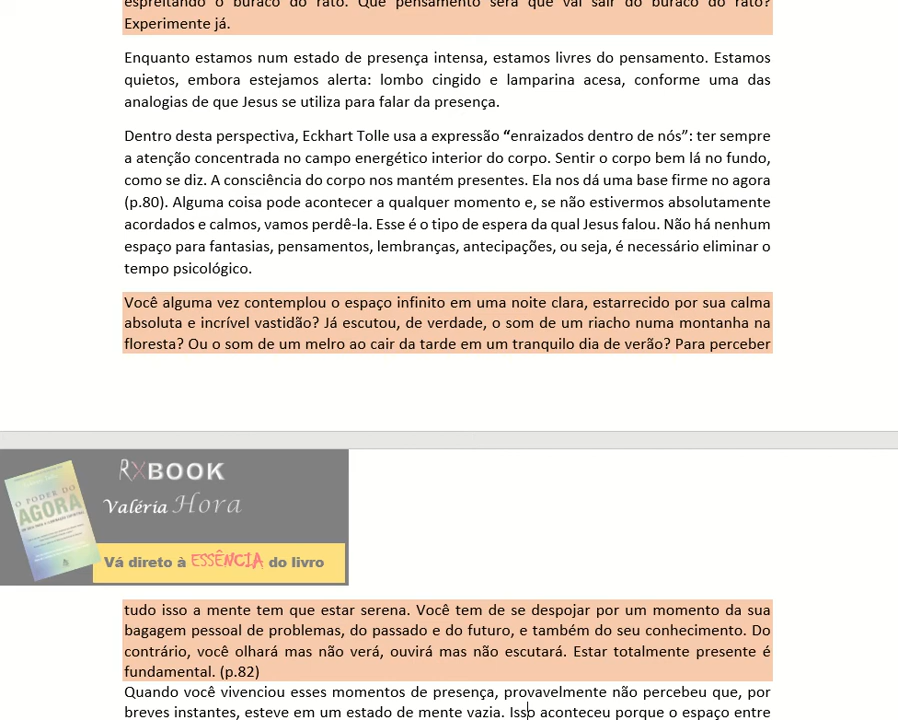 espreitando o buraco do rato. Que pensamento será que vai sair do buraco do rato?
Experimente já.
Enquanto estamos num estado de presença intensa, estamos livres do pensamento. Estamos
quietos, embora estejamos alerta: lombo cingido e lamparina acesa, conforme uma das
analogias de que Jesus se utiliza para falar da presença.
Dentro desta perspectiva, Eckhart Tolle usa a expressão “enraizados dentro de nós”: ter sempre
a atenção concentrada no campo energético interior do corpo. Sentir o corpo bem lá no fundo,
como se diz. A consciência do corpo nos mantém presentes. Ela nos dá uma base firme no agora
(p.80). Alguma coisa pode acontecer a qualquer momento e, se não estivermos absolutamente
acordados e calmos, vamos perdê-la. Esse é o tipo de espera da qual Jesus falou. Não há nenhum
espaço para fantasias, pensamentos, lembranças, antecipações, ou seja, é necessário eliminar o
tempo psicológico.
Você alguma vez contemplou o espaço infinito em uma noite clara, estarrecido por sua calma
absoluta e incrível vastidão? Já escutou, de verdade, o som de um riacho numa montanha na
floresta? Ou o som de um melro ao cair da tarde em um tranquilo dia de verão? Para perceber
RXBOOK
Valéria Hora
O PODER DO
AGORA
Vá direto à ESSÊNCIA do livro
tudo isso a mente tem que estar serena. Você tem de se despojar por um momento da sua
bagagem pessoal de problemas, do passado e do futuro, e também do seu conhecimento. Do
contrário, você olhará mas não verá, ouvirá mas não escutará. Estar totalmente presente é
fundamental. (p.82)
Quando você vivenciou esses momentos de presença, provavelmente não percebeu que, por
breves instantes, esteve em um estado de mente vazia. Isso aconteceu porque o espaço entre